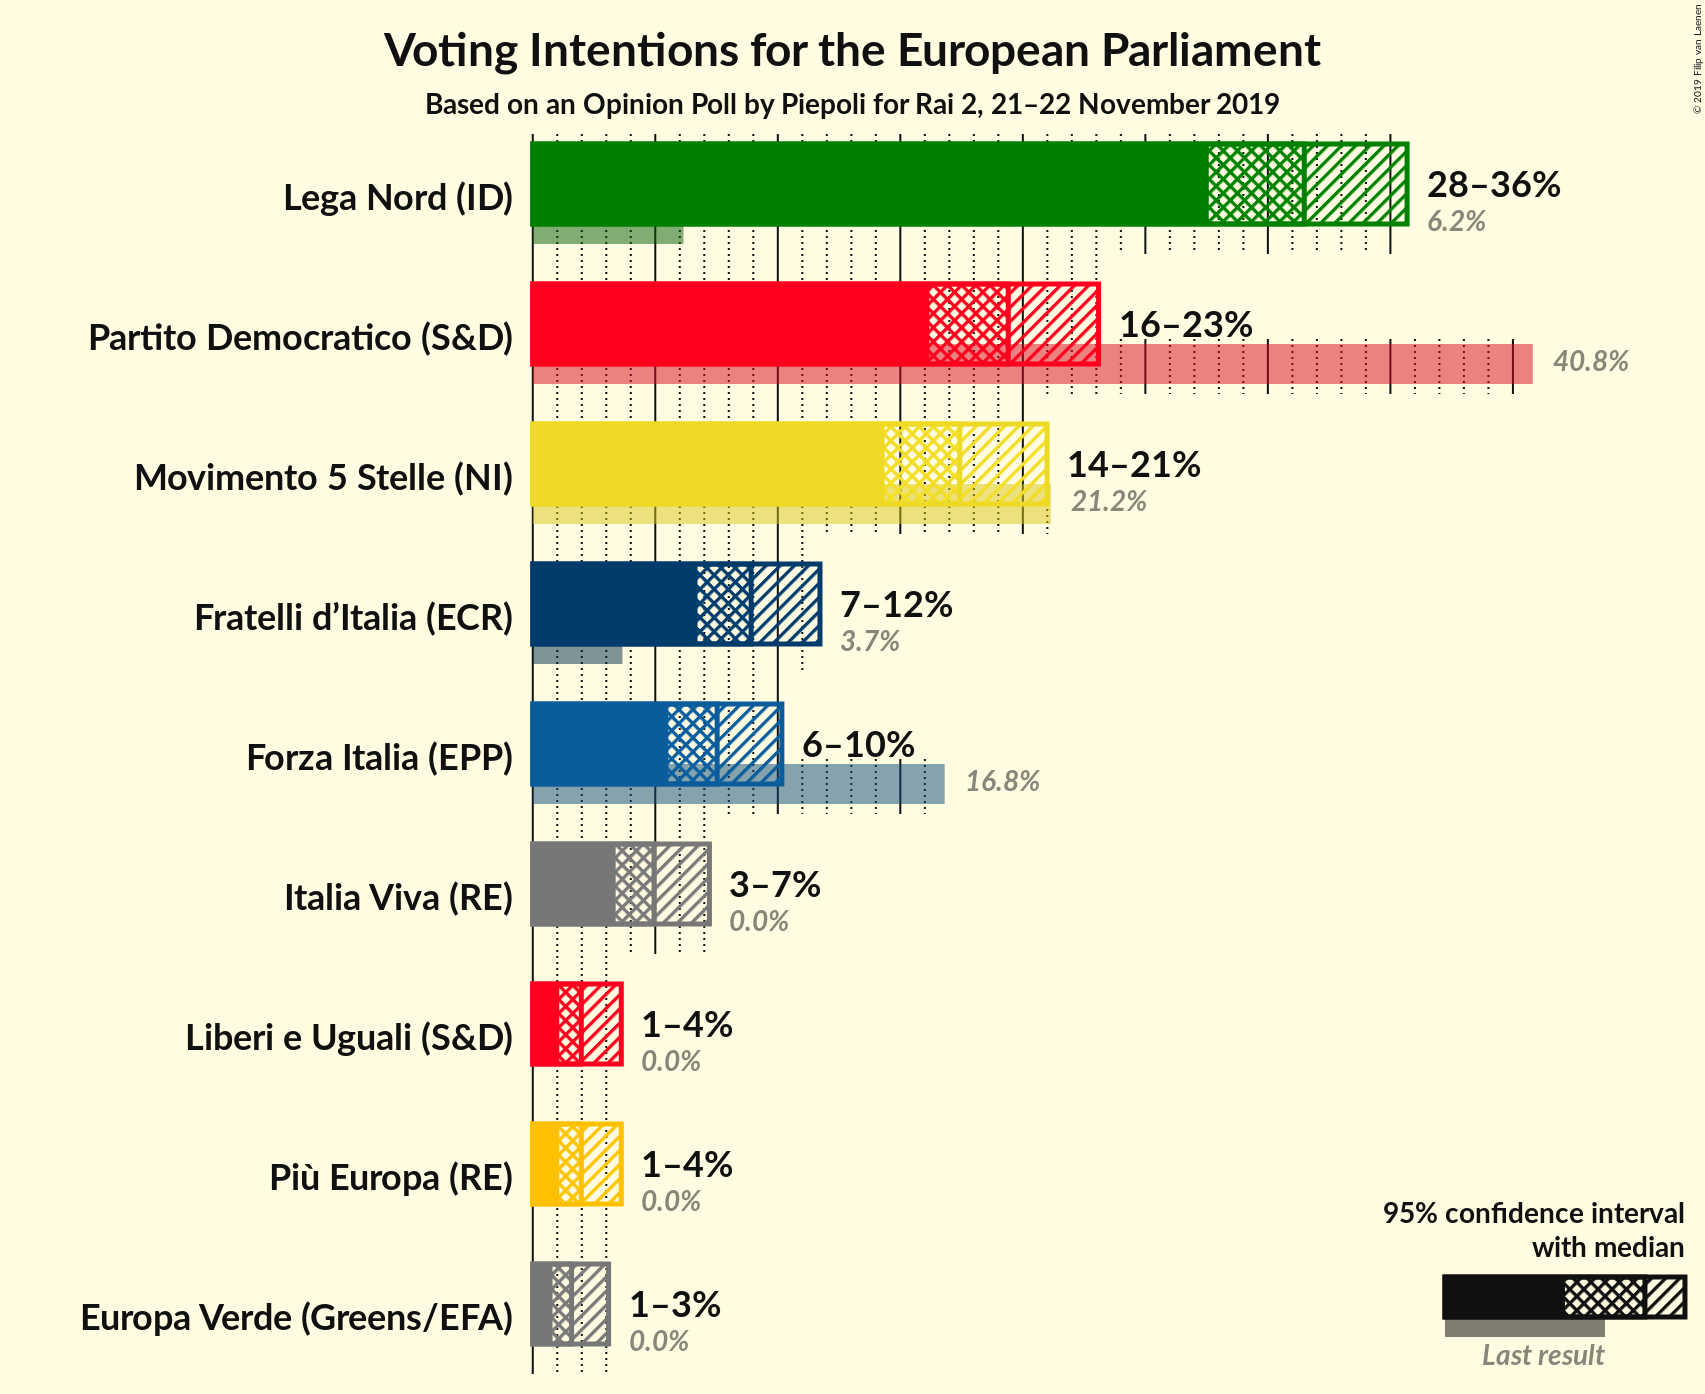 Voting Intentions for the European Parliament
Based on an Opinion Poll by Piepoli for Rai 2, 21–22 November 2019
© 2019 Filip van Laenen
Lega Nord (ID)
28–36%
6.2%
Partito Democratico (S&D)
16–23%
40.8%
Movimento 5 Stelle (NI)
14–21%
21.2%
Fratelli d’Italia (ECR)
7–12%
3.7%
Forza Italia (EPP)
6–10%
16.8%
Italia Viva (RE)
3–7%
0.0%
Liberi e Uguali (S&D)
1–4%
0.0%
Più Europa (RE)
1–4%
0.0%
Europa Verde (Greens/EFA)
1–3%
0.0%
95% confidence interval
with median
Last result